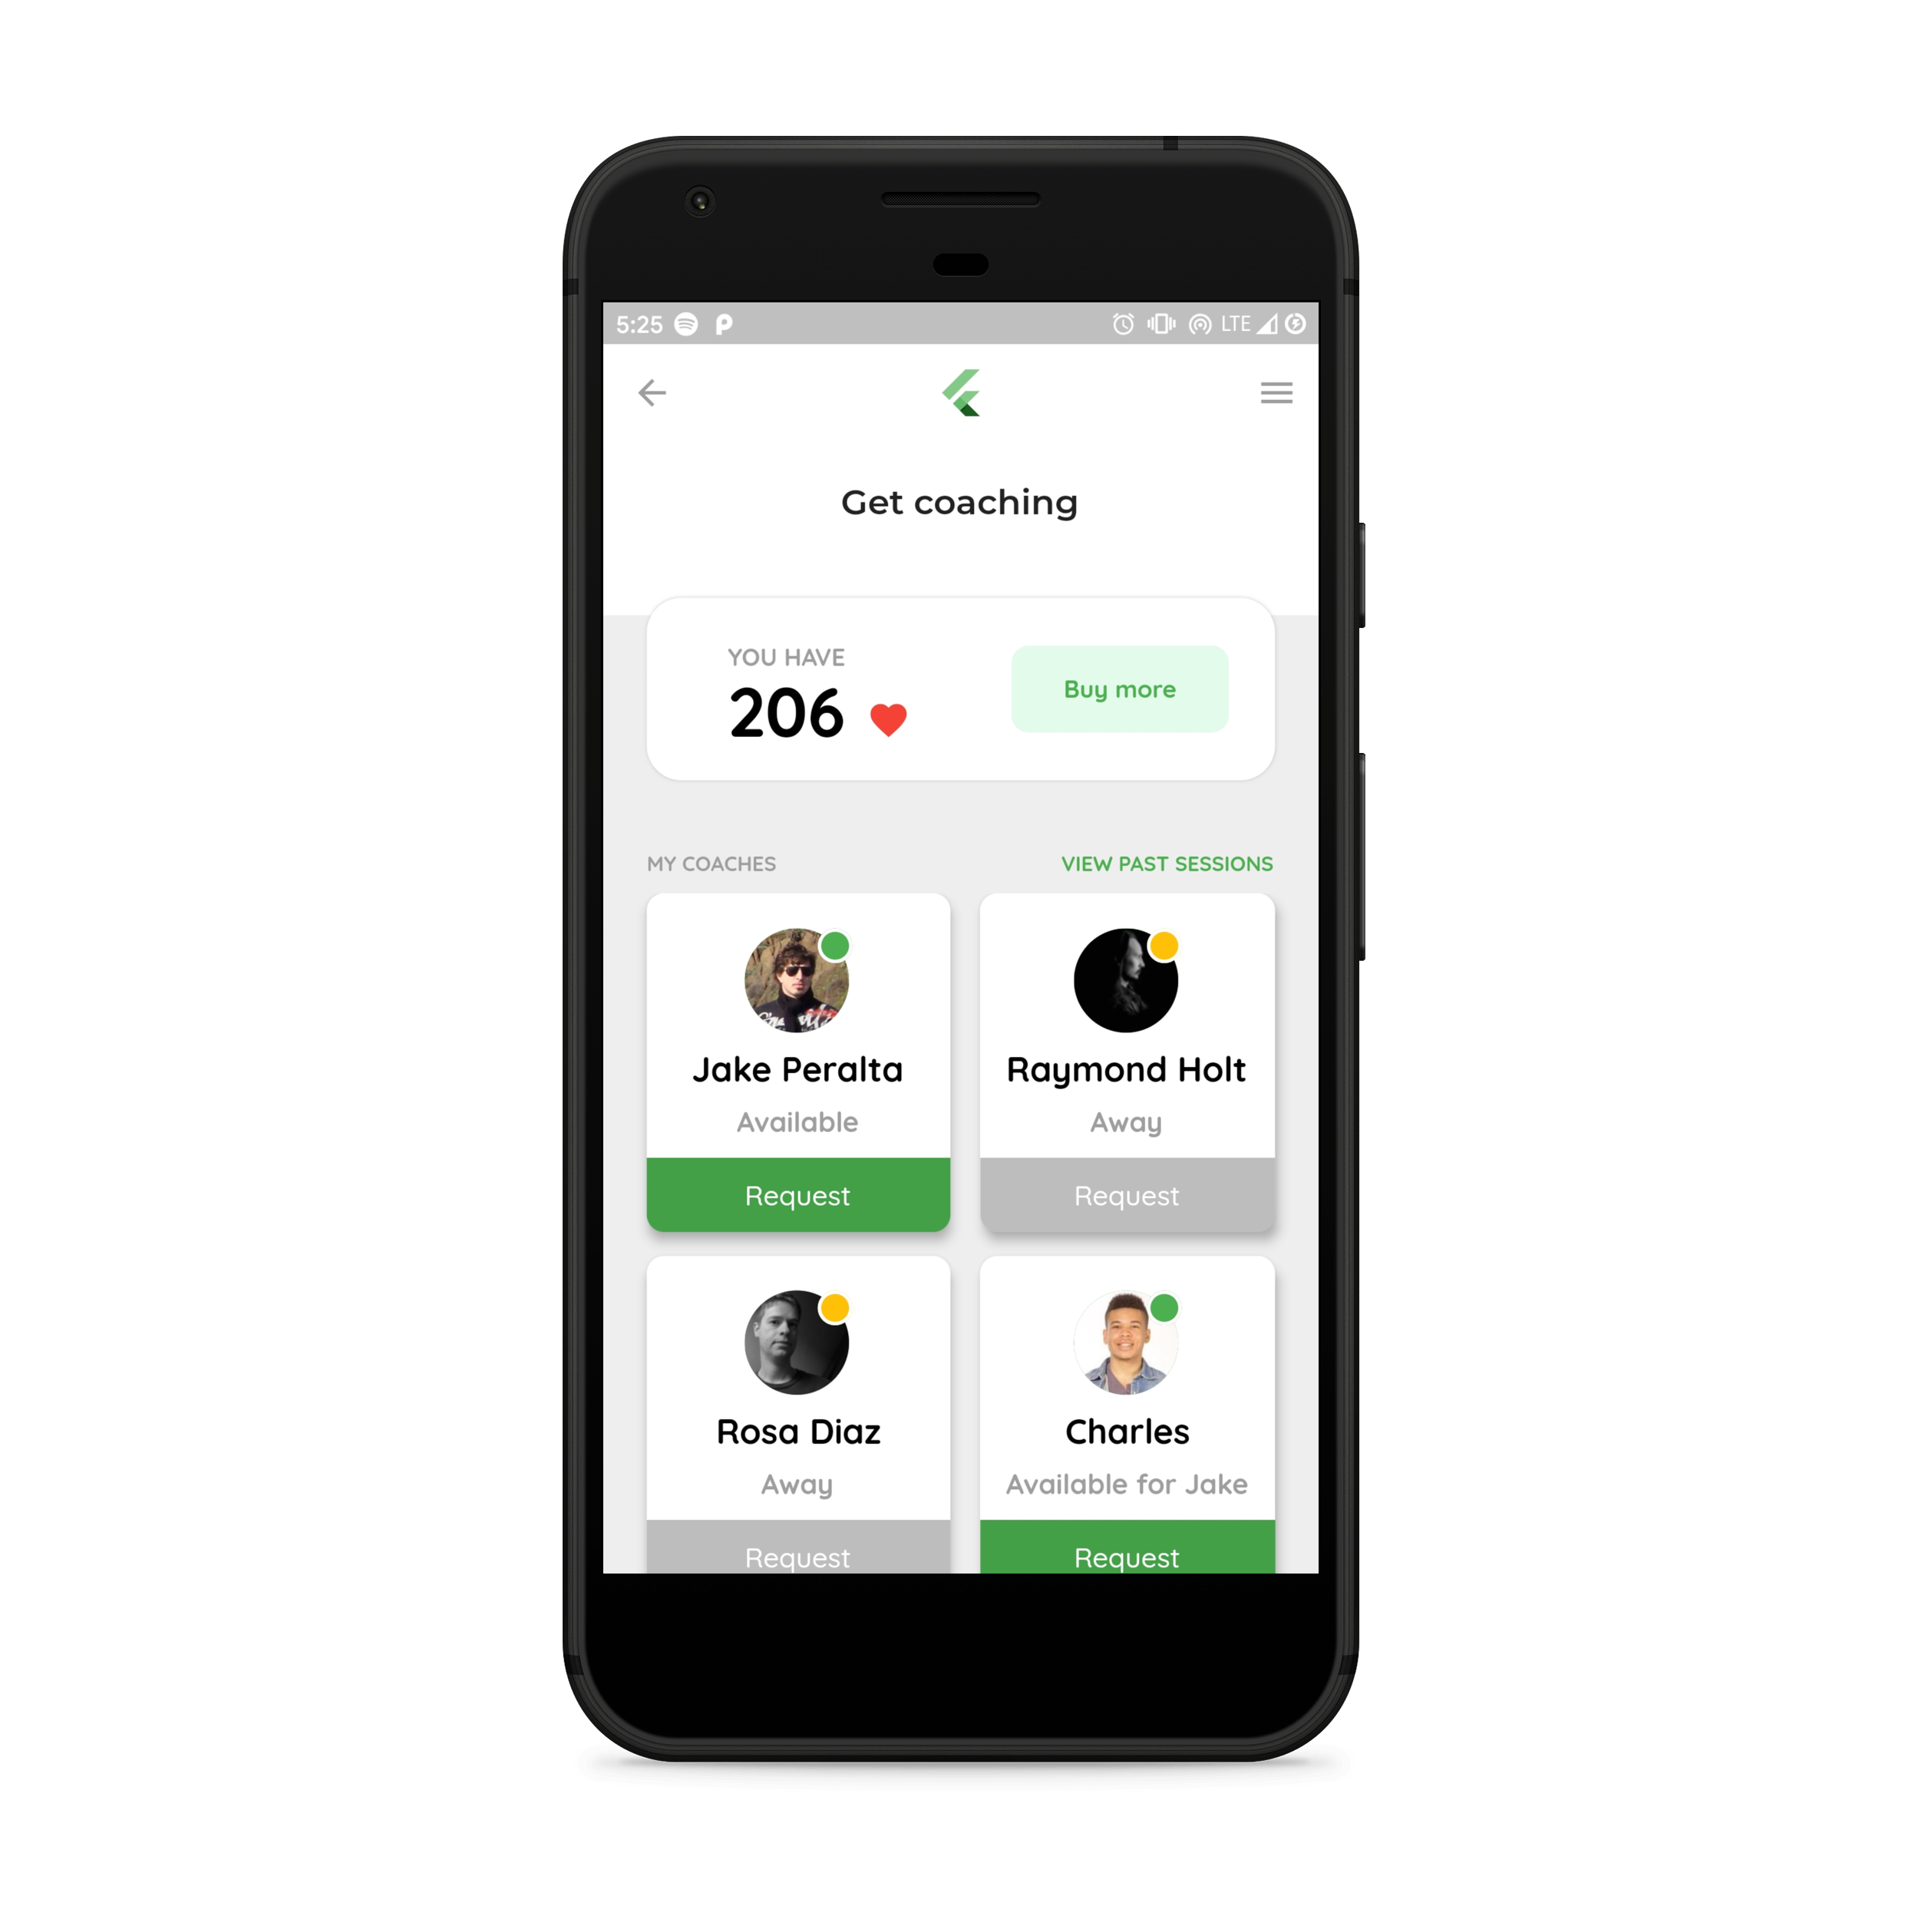 5:25 LTE
Get coaching
YOU HAVE
206
Buy more
MY COACHES VIEW PAST SESSIONS
Jake Peralta
Available
Request
Raymond Holt
Away
Request
Rosa Diaz
Away
Request
Charles
Available for Jake
Request